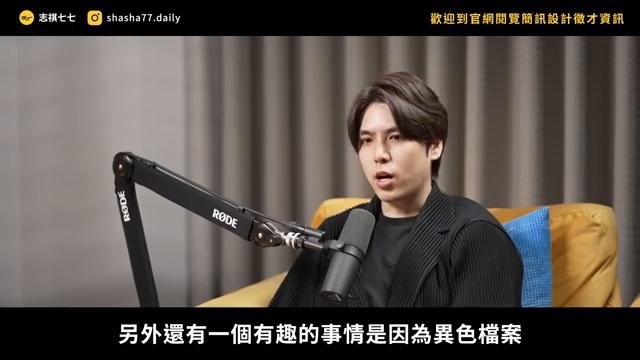 志祺七七
shasha77.daily
歡迎到官網閱覽簡訊設計徵才資訊
RØDE
RØDE
另外還有一個有趣的事情是因為異色檔案